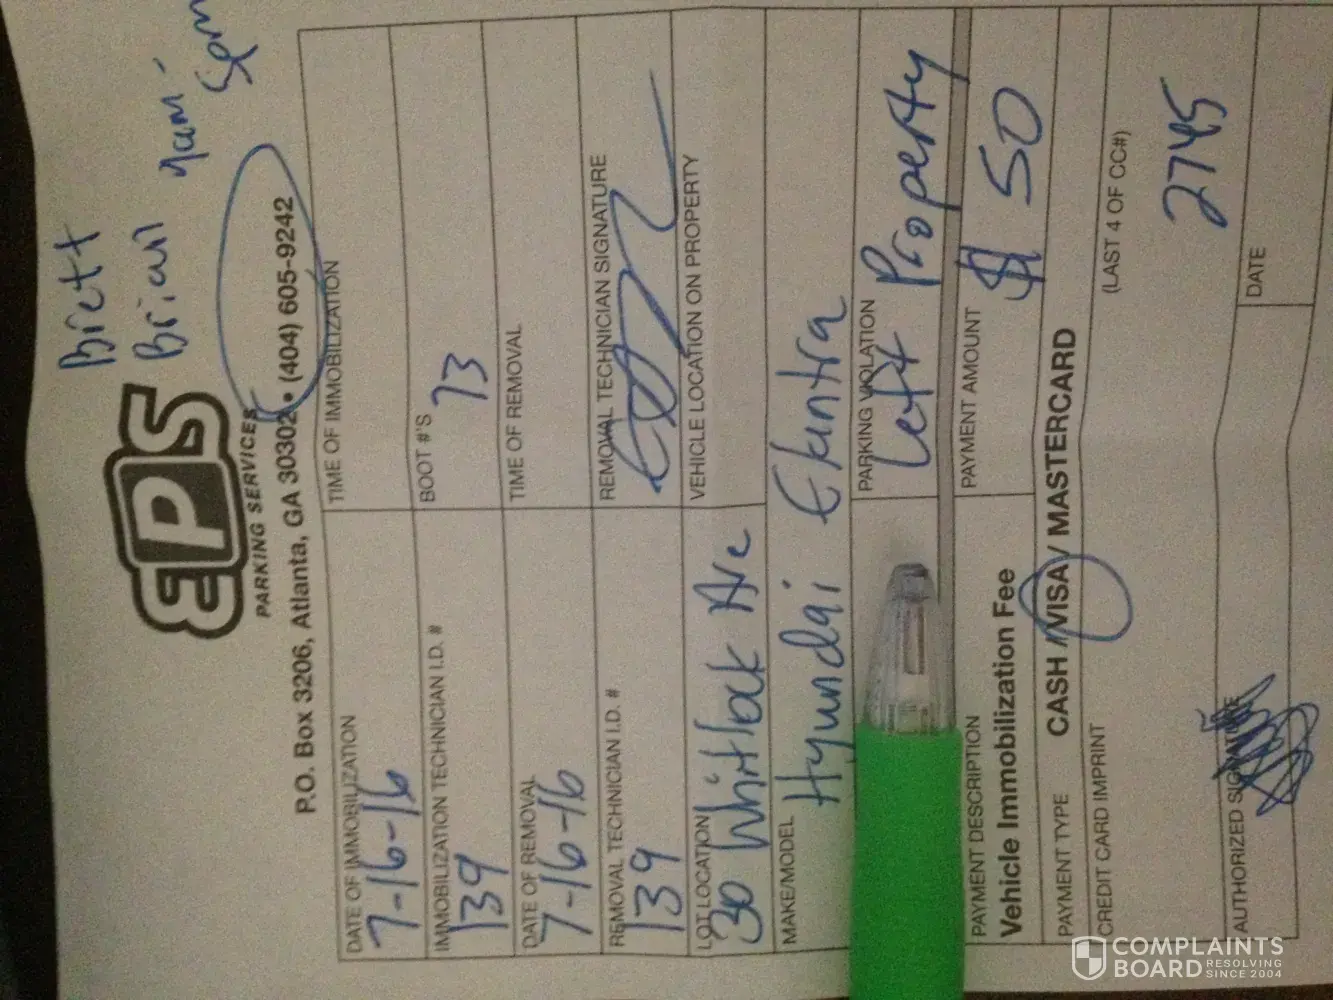 Brett
Brian
9am -
5pm
EPS
PARKING SERVICES
P.O. Box 3206, Atlanta, GA 30302 • (404) 605-9242
DATE OF IMMOBILIZATION TIME OF IMMOBILIZATION
7-16-16
IMMOBILIZATION TECHNICIAN I.D. # BOOT #'S
139 73
DATE OF REMOVAL TIME OF REMOVAL
7-16-16
REMOVAL TECHNICIAN I.D. # REMOVAL TECHNICIAN SIGNATURE
139
LOT LOCATION VEHICLE LOCATION ON PROPERTY
30 Whitlock Ave
MAKE/MODEL
Hyundai Ekintra
PARKING VIOLATION
Left Property
PAYMENT DESCRIPTION PAYMENT AMOUNT
Vehicle Immobilization Fee $ 50
PAYMENT TYPE CASH / VISA / MASTERCARD
CREDIT CARD IMPRINT (LAST 4 OF CC#)
2745
AUTHORIZED SIGNATURE DATE
COMPLAINTS
BOARD RESOLVING
SINCE 2004